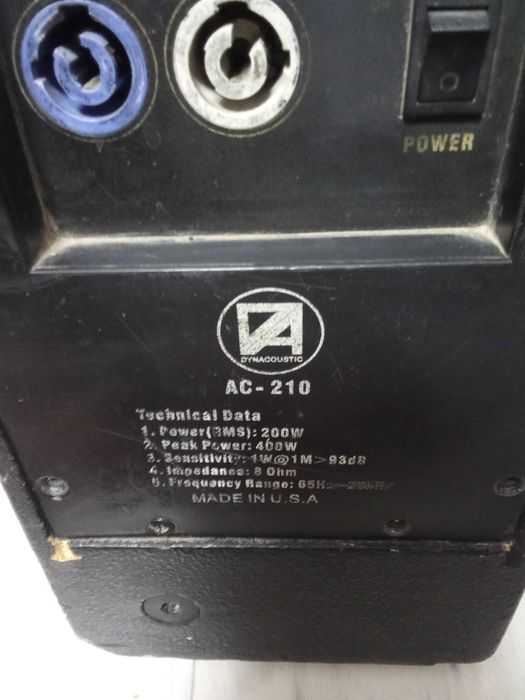 POWER
DYNACOUSTIC
AC-210
Technical Data
1. Power(RMS): 200W
2. Peak Power: 400W
3. Sensitivity: 1W@1M>93dB
4. Impedance: 8 Ohm
5. Frequency Range: 65Hz
MADE IN U.S.A